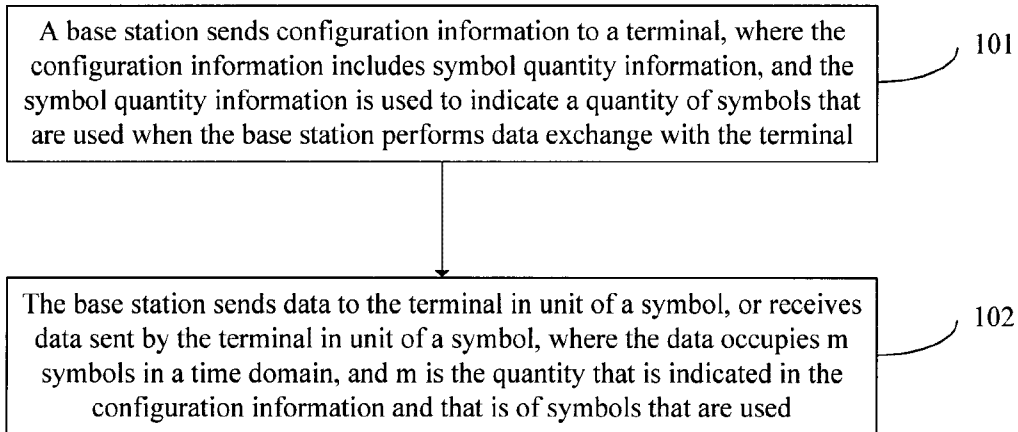 A base station sends configuration information to a terminal, where the
configuration information includes symbol quantity information, and the
symbol quantity information is used to indicate a quantity of symbols that
are used when the base station performs data exchange with the terminal
101
The base station sends data to the terminal in unit of a symbol, or receives
data sent by the terminal in unit of a symbol, where the data occupies m
symbols in a time domain, and m is the quantity that is indicated in the
configuration information and that is of symbols that are used
102